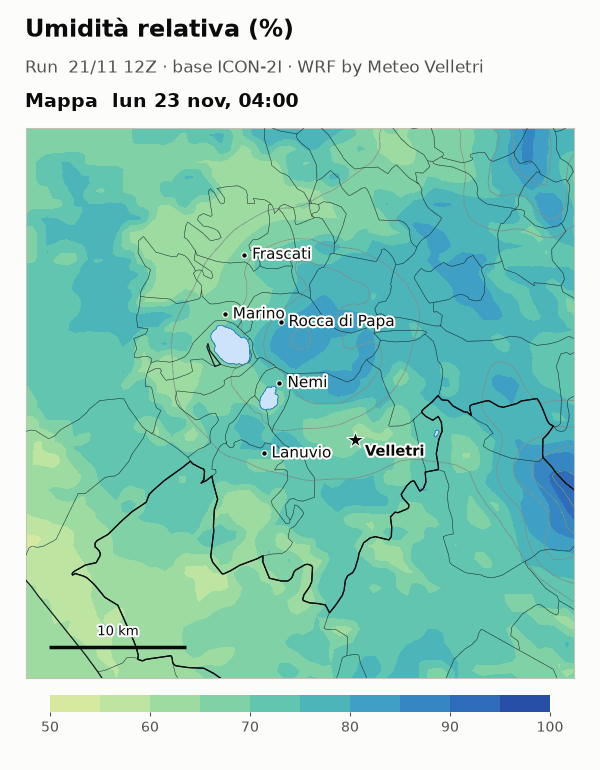 Umidità relativa (%)
Run 21/11 12Z · base ICON-2I · WRF by Meteo Velletri
Mappa lun 23 nov, 04:00
Frascati
Marino
Rocca di Papa
Nemi
Velletri
Lanuvio
10 km
50 60 70 80 90 100